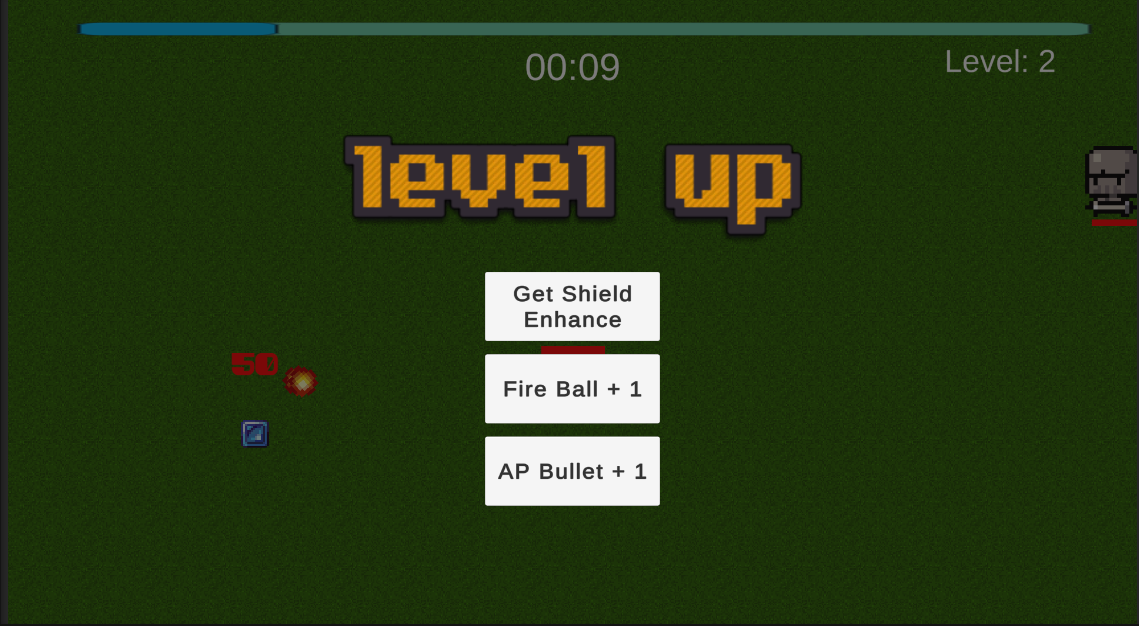 00:09
Level: 2
level up
Get Shield
Enhance
50
Fire Ball + 1
AP Bullet + 1